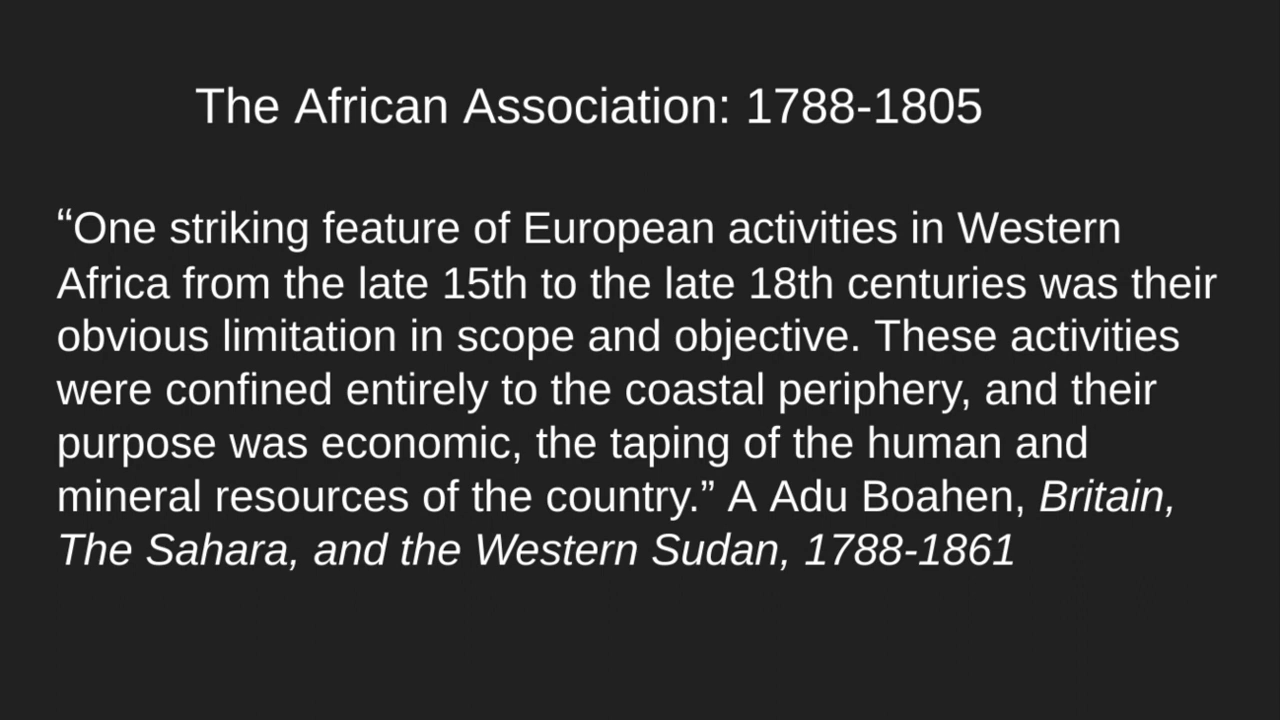 The African Association: 1788-1805
“One striking feature of European activities in Western
Africa from the late 15th to the late 18th centuries was their
obvious limitation in scope and objective. These activities
were confined entirely to the coastal periphery, and their
purpose was economic, the taping of the human and
mineral resources of the country.” A Adu Boahen, Britain,
The Sahara, and the Western Sudan, 1788-1861